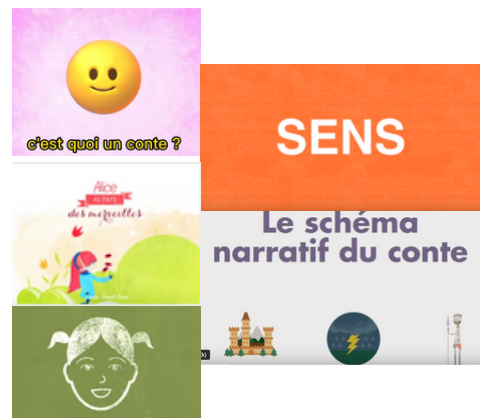 c'est quoi un conte ?
Alice
AU PAYS
des merveilles
SENS
Le schéma
narratif du conte